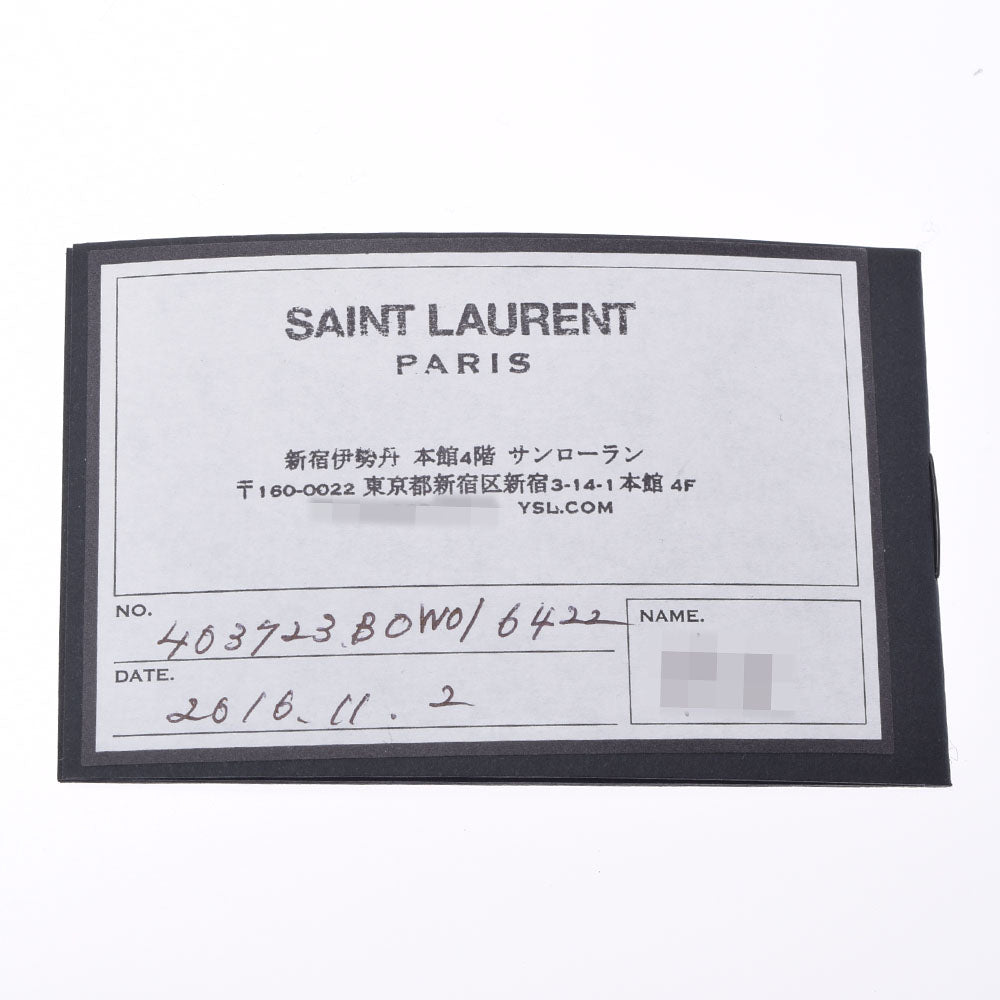 SAINT LAURENT
PARIS
新宿伊勢丹 本館4階 サンローラン
〒160-0022 東京都新宿区新宿3-14-1 本館 4F
YSL.COM
NO. 403723.BOW01 6422
NAME.
DATE. 2016.11.2